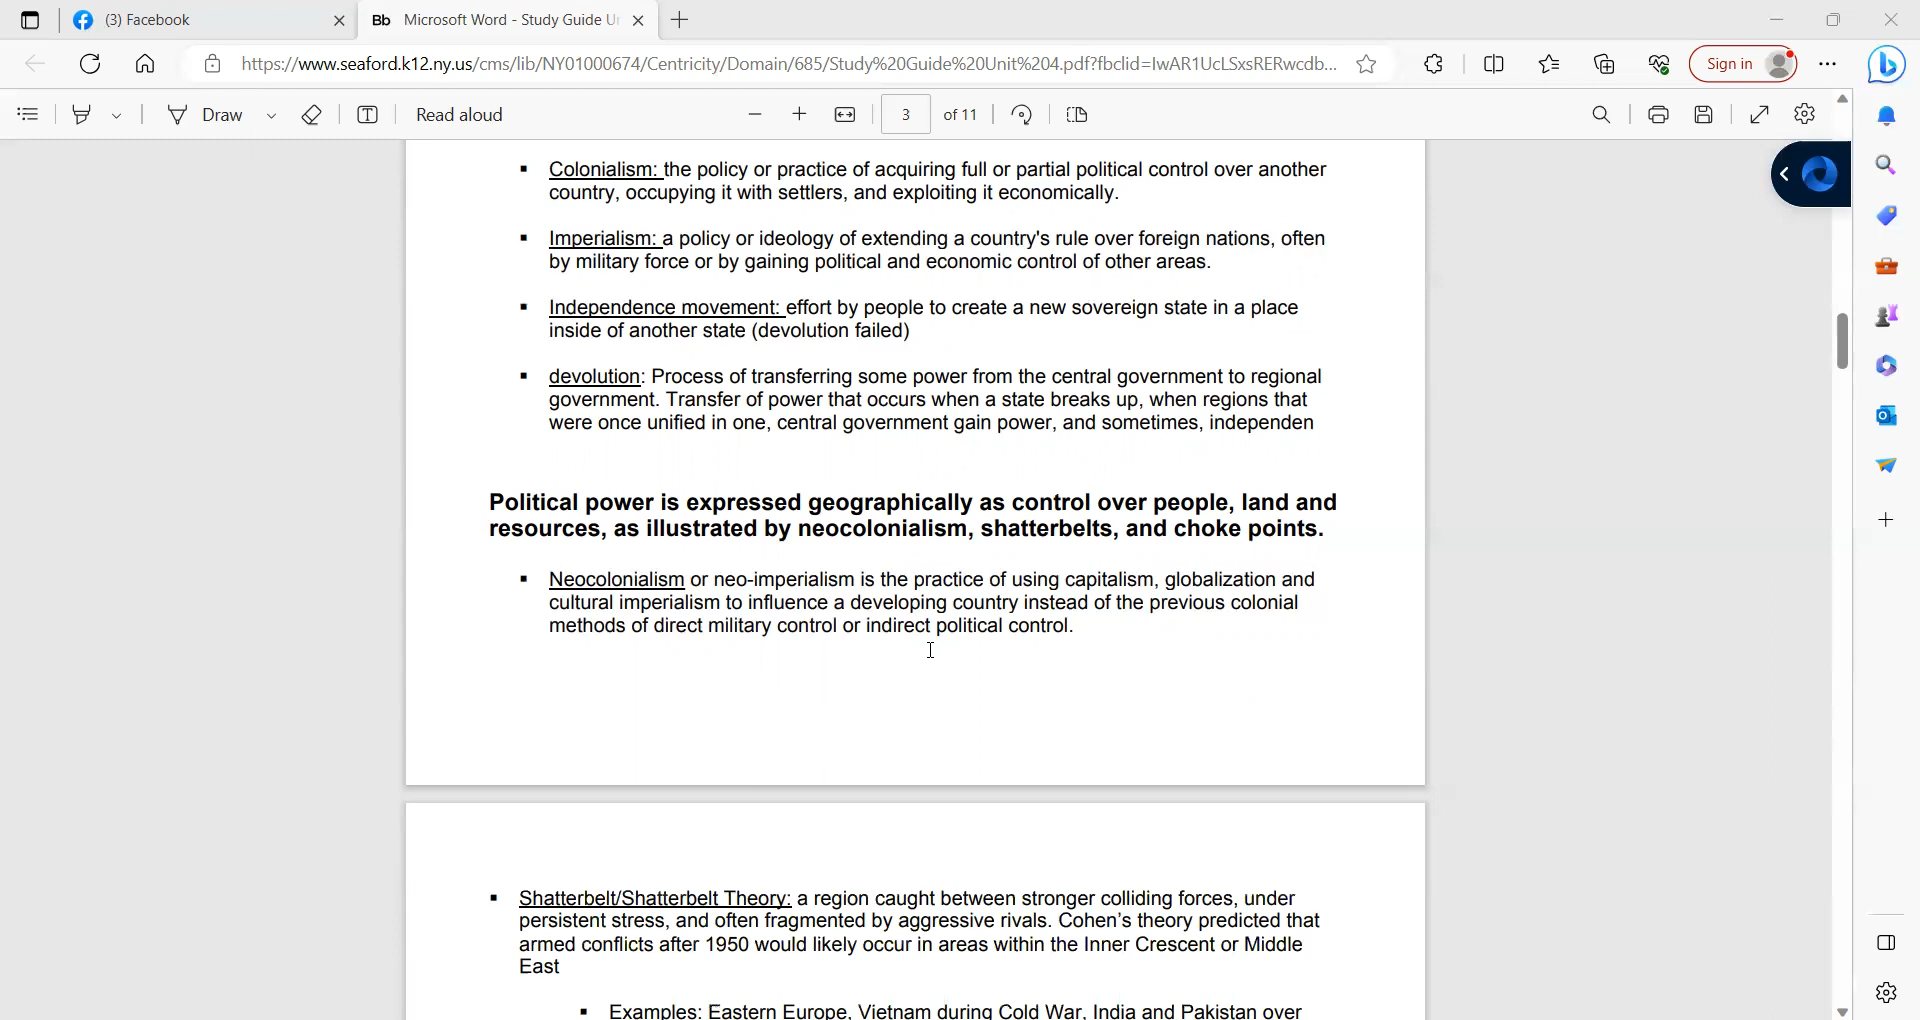 (3) Facebook
Bb Microsoft Word - Study Guide Ur
https://www.seaford.k12.ny.us/cms/lib/NY01000674/Centricity/Domain/685/Study%20Guide%20Unit%204.pdf?fbclid=IwAR1UcLSxsRERwcdb...
Sign in
Draw
Read aloud
3 of 11
▪ Colonialism: the policy or practice of acquiring full or partial political control over another
country, occupying it with settlers, and exploiting it economically.
▪ Imperialism: a policy or ideology of extending a country's rule over foreign nations, often
by military force or by gaining political and economic control of other areas.
▪ Independence movement: effort by people to create a new sovereign state in a place
inside of another state (devolution failed)
▪ devolution: Process of transferring some power from the central government to regional
government. Transfer of power that occurs when a state breaks up, when regions that
were once unified in one, central government gain power, and sometimes, independen
Political power is expressed geographically as control over people, land and
resources, as illustrated by neocolonialism, shatterbelts, and choke points.
▪ Neocolonialism or neo-imperialism is the practice of using capitalism, globalization and
cultural imperialism to influence a developing country instead of the previous colonial
methods of direct military control or indirect political control.
▪ Shatterbelt/Shatterbelt Theory: a region caught between stronger colliding forces, under
persistent stress, and often fragmented by aggressive rivals. Cohen's theory predicted that
armed conflicts after 1950 would likely occur in areas within the Inner Crescent or Middle
East
▪ Examples: Eastern Europe, Vietnam during Cold War, India and Pakistan over